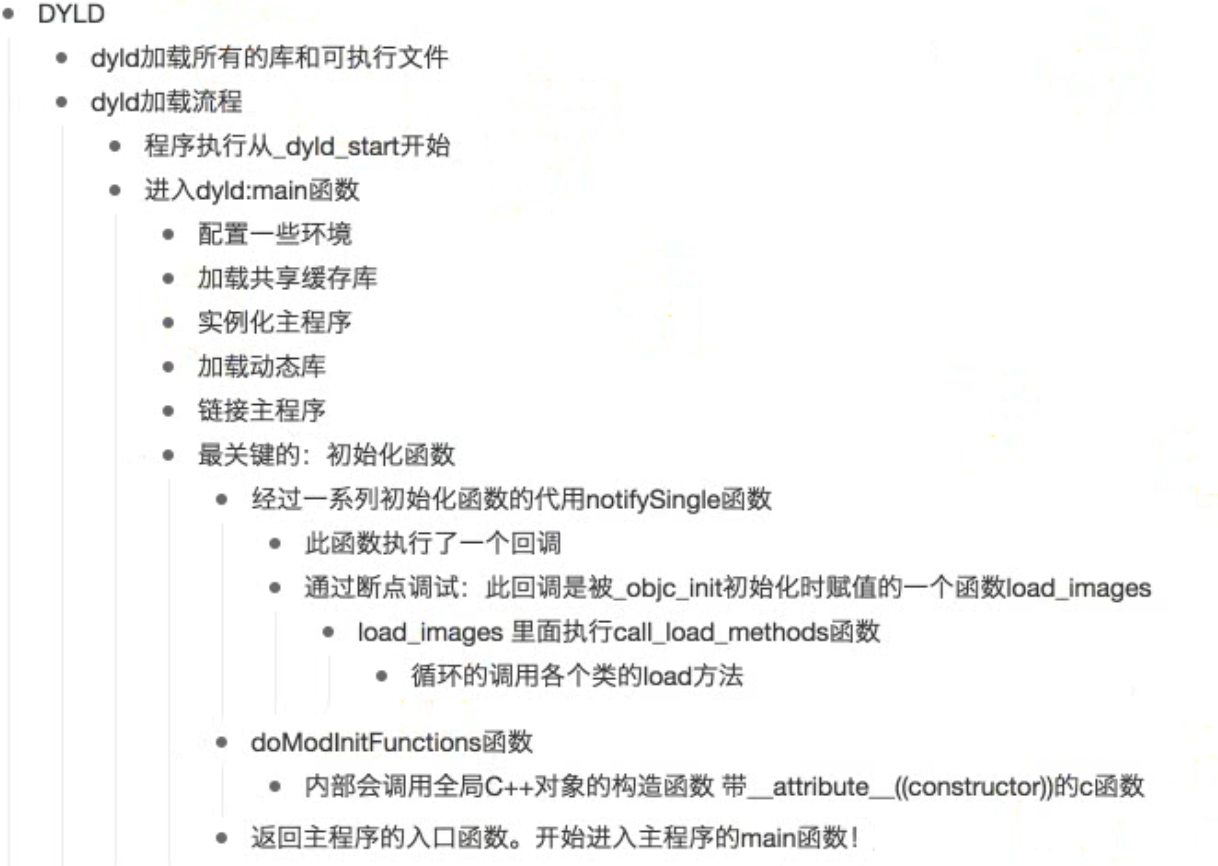 DYLD
dyld加载所有的库和可执行文件
dyld加载流程
程序执行从_dyld_start开始
进入dyld:main函数
配置一些环境
加载共享缓存库
实例化主程序
加载动态库
链接主程序
最关键的：初始化函数
经过一系列初始化函数的代用notifySingle函数
此函数执行了一个回调
通过断点调试：此回调是被_objc_init初始化时赋值的一个函数load_images
load_images 里面执行call_load_methods函数
循环的调用各个类的load方法
doModInitFunctions函数
内部会调用全局C++对象的构造函数 带__attribute__((constructor))的c函数
返回主程序的入口函数。开始进入主程序的main函数！